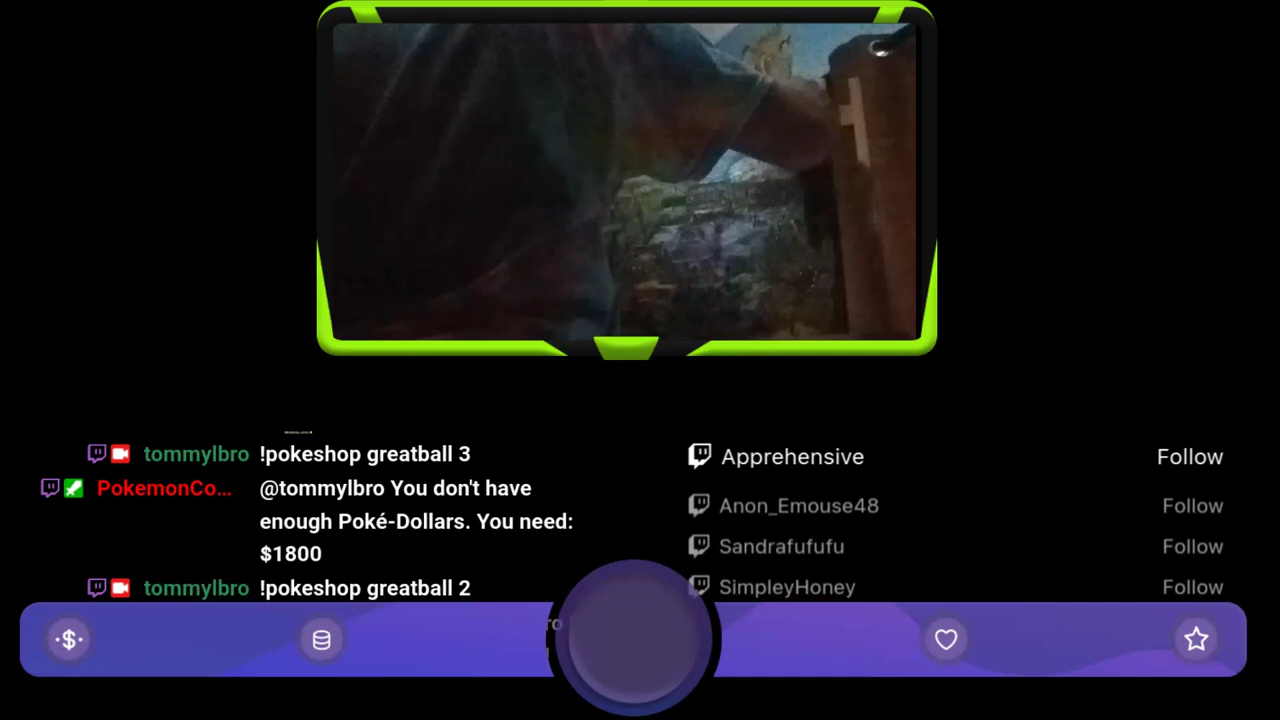 tommylbro !pokeshop greatball 3
PokemonCo... @tommylbro You don't have
enough Poké-Dollars. You need:
$1800
tommylbro !pokeshop greatball 2
Apprehensive Follow
Anon_Emouse48 Follow
Sandrafufufu Follow
SimpleyHoney Follow
ro